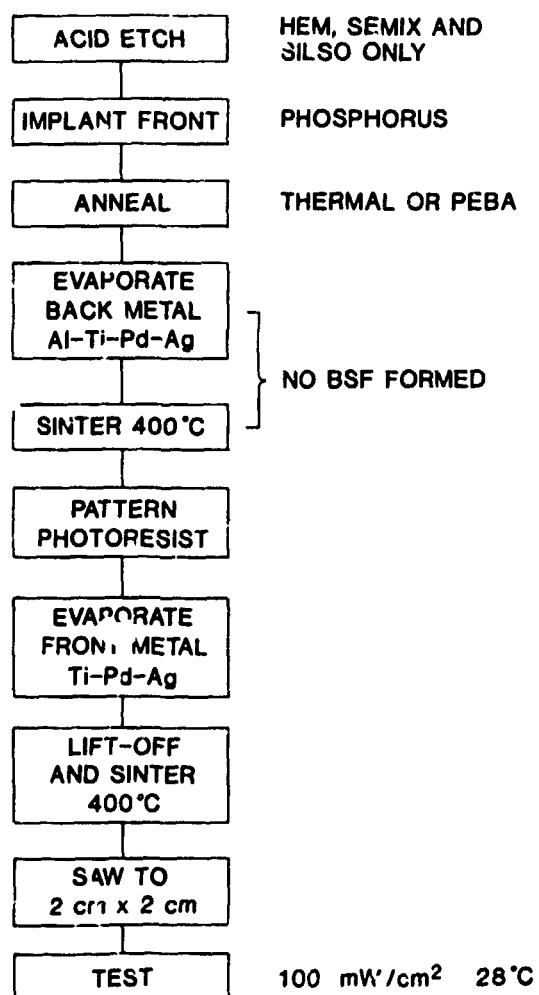 ACID ETCH
HEM, SEMIX AND
SILSO ONLY
IMPLANT FRONT
PHOSPHORUS
ANNEAL
THERMAL OR PEBA
EVAPORATE
BACK METAL
Al-Ti-Pd-Ag
NO BSF FORMED
SINTER 400°C
PATTERN
PHOTORESIST
EVAPORATE
FRONT METAL
Ti-Pd-Ag
LIFT-OFF
AND SINTER
400°C
SAW TO
2 cm x 2 cm
TEST
100 mW/cm² 28°C